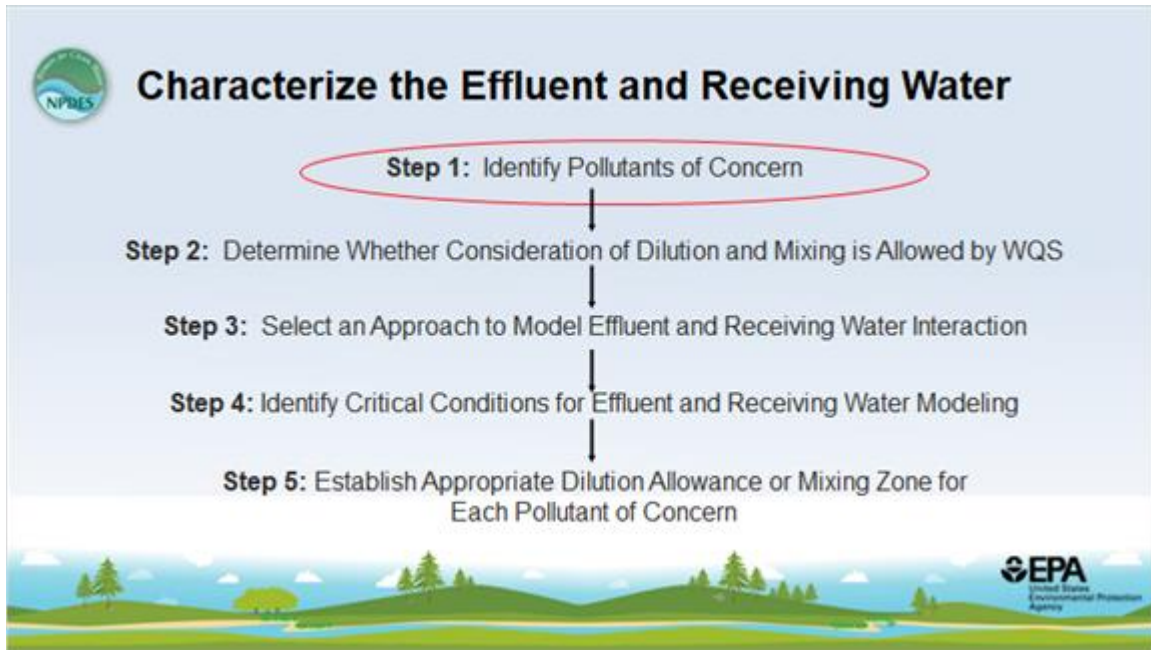 Characterize the Effluent and Receiving Water
NPDES
Step 1: Identify Pollutants of Concern
Step 2: Determine Whether Consideration of Dilution and Mixing is Allowed by WQS
Step 3: Select an Approach to Model Effluent and Receiving Water Interaction
Step 4: Identify Critical Conditions for Effluent and Receiving Water Modeling
Step 5: Establish Appropriate Dilution Allowance or Mixing Zone for
Each Pollutant of Concern
EPA
United States
Environmental Protection
Agency